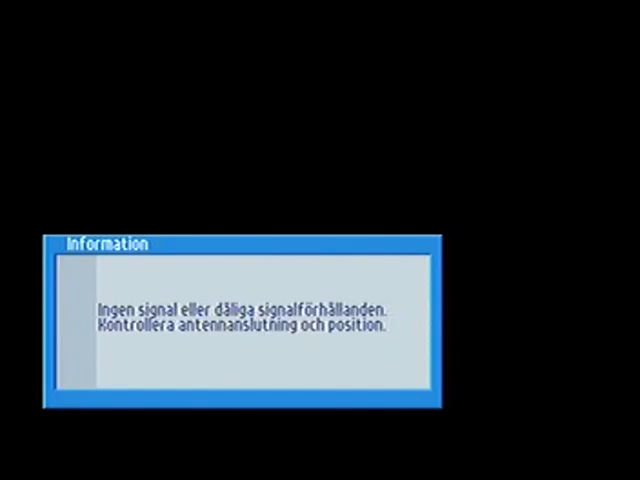 Information
Ingen signal eller dåliga signalförhållanden.
Kontrollera antennanslutning och position.